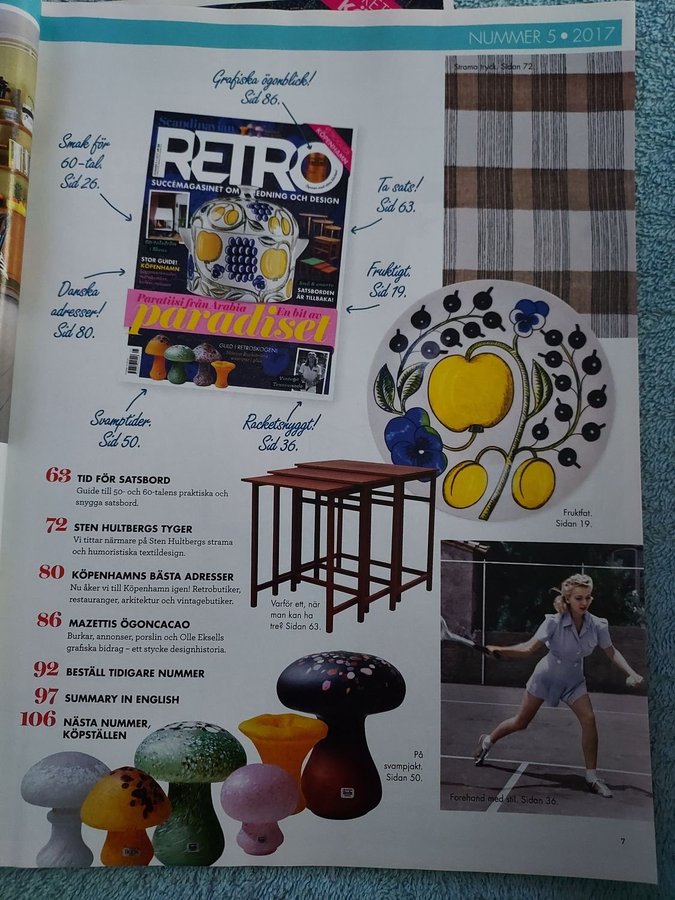 NUMMER 5 • 2017
Strama tryck. Sidan 72.
Grafiska ögonblick!
Sid 86.
Smak för
60-tal.
Sid 26.
Ta sats!
Sid 63.
Danska
adresser!
Sid 80.
Fruktigt.
Sid 19.
Svamptider.
Sid 50.
Racketsnyggt!
Sid 36.
Scandinavian
RETRO
KÖPENHAMN
SUCCÉMAGASINET OM INREDNING OCH DESIGN
STOR GUIDE!
KÖPENHAMN
SATSBORDEN
ÄR TILLBAKA!
Paratiisi från Arabia
En bit av
paradiset
GULD I RETROSKOGEN!
Vintage
63 TID FÖR SATSBORD
Guide till 50- och 60-talens praktiska och
snygga satsbord.
72 STEN HULTBERGS TYGER
Vi tittar närmare på Sten Hultbergs strama
och humoristiska textildesign.
80 KÖPENHAMNS BÄSTA ADRESSER
Nu åker vi till Köpenhamn igen! Retrobutiker,
restauranger, arkitektur och vintagebutiker.
86 MAZETTIS ÖGONCACAO
Burkar, annonser, porslin och Olle Eksells
grafiska bidrag – ett stycke designhistoria.
92 BESTÄLL TIDIGARE NUMMER
97 SUMMARY IN ENGLISH
106 NÄSTA NUMMER,
KÖPSTÄLLEN
Varför ett, när
man kan ha
tre? Sidan 63.
Fruktfat.
Sidan 19.
På
svampjakt.
Sidan 50.
Forehand med stil. Sidan 36.
7